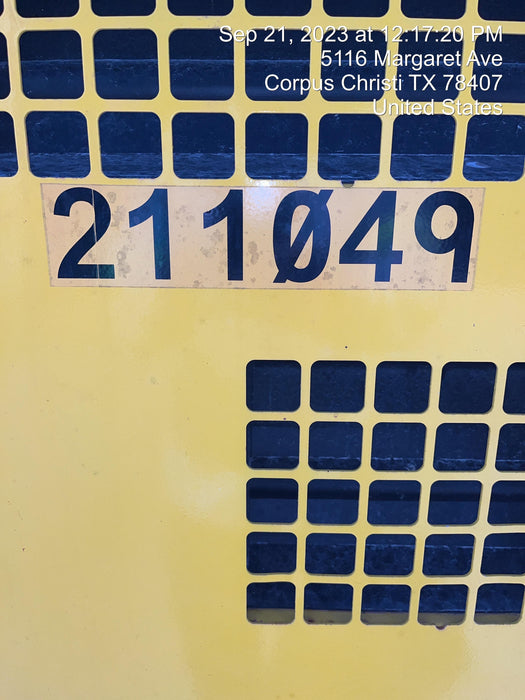 Sep 21, 2023 at 12:17:20 PM
5116 Margaret Ave
Corpus Christi TX 78407
United States
211Ø49